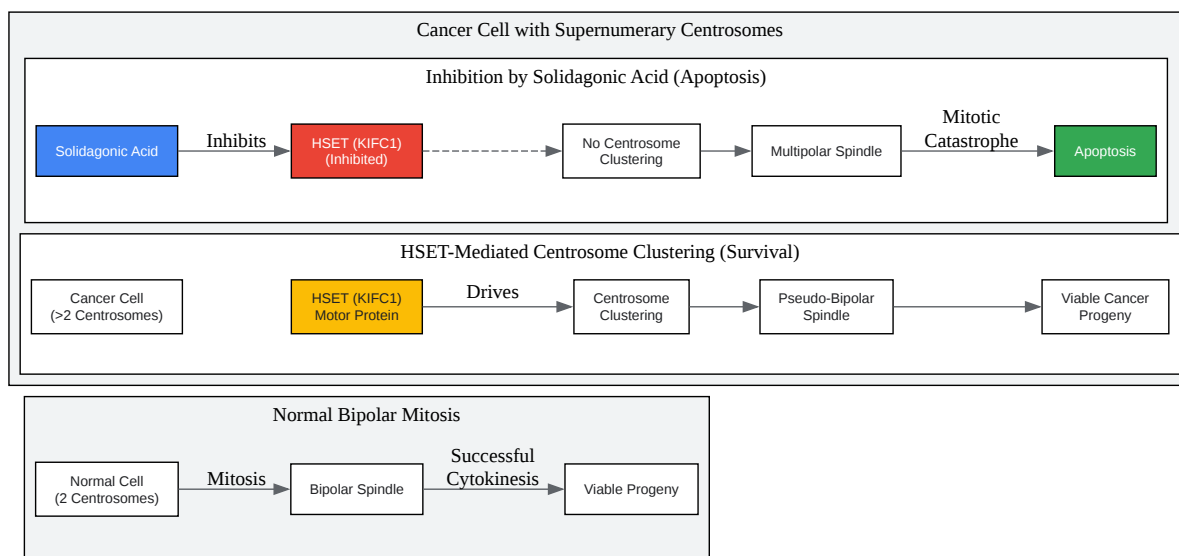 Cancer Cell with Supernumerary Centrosomes
Inhibition by Solidagonic Acid (Apoptosis)
Solidagonic Acid
Inhibits
HSET (KIFC1)
(Inhibited)
No Centrosome
Clustering
Multipolar Spindle
Mitotic
Catastrophe
Apoptosis
HSET-Mediated Centrosome Clustering (Survival)
Cancer Cell
(>2 Centrosomes)
HSET (KIFC1)
Motor Protein
Drives
Centrosome
Clustering
Pseudo-Bipolar
Spindle
Viable Cancer
Progeny
Normal Bipolar Mitosis
Normal Cell
(2 Centrosomes)
Mitosis
Bipolar Spindle
Successful
Cytokinesis
Viable Progeny